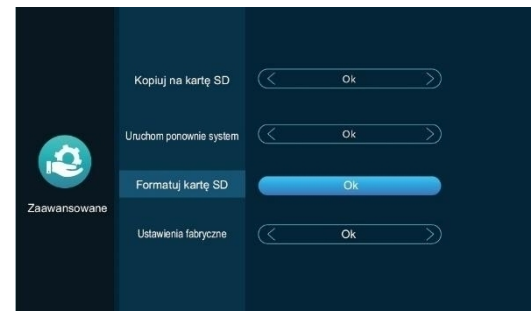 Kopiuj na kartę SD
Ok
Uruchom ponownie system
Ok
Formatuj kartę SD
Ok
Zaawansowane
Ustawienia fabryczne
Ok